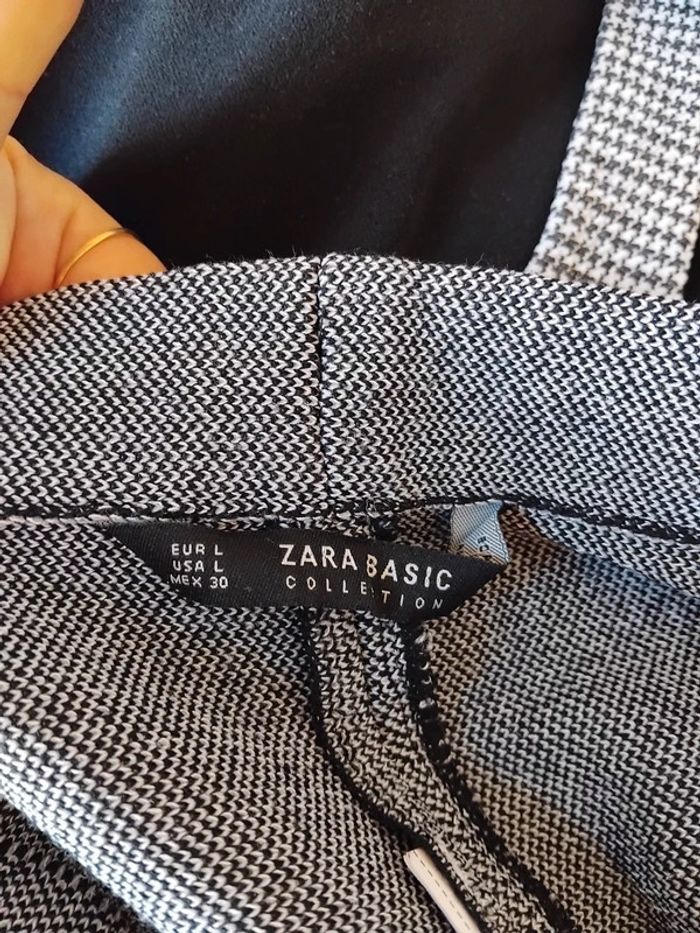 EUR L
USA L
MEX 30
ZARA BASIC
COLLECTION